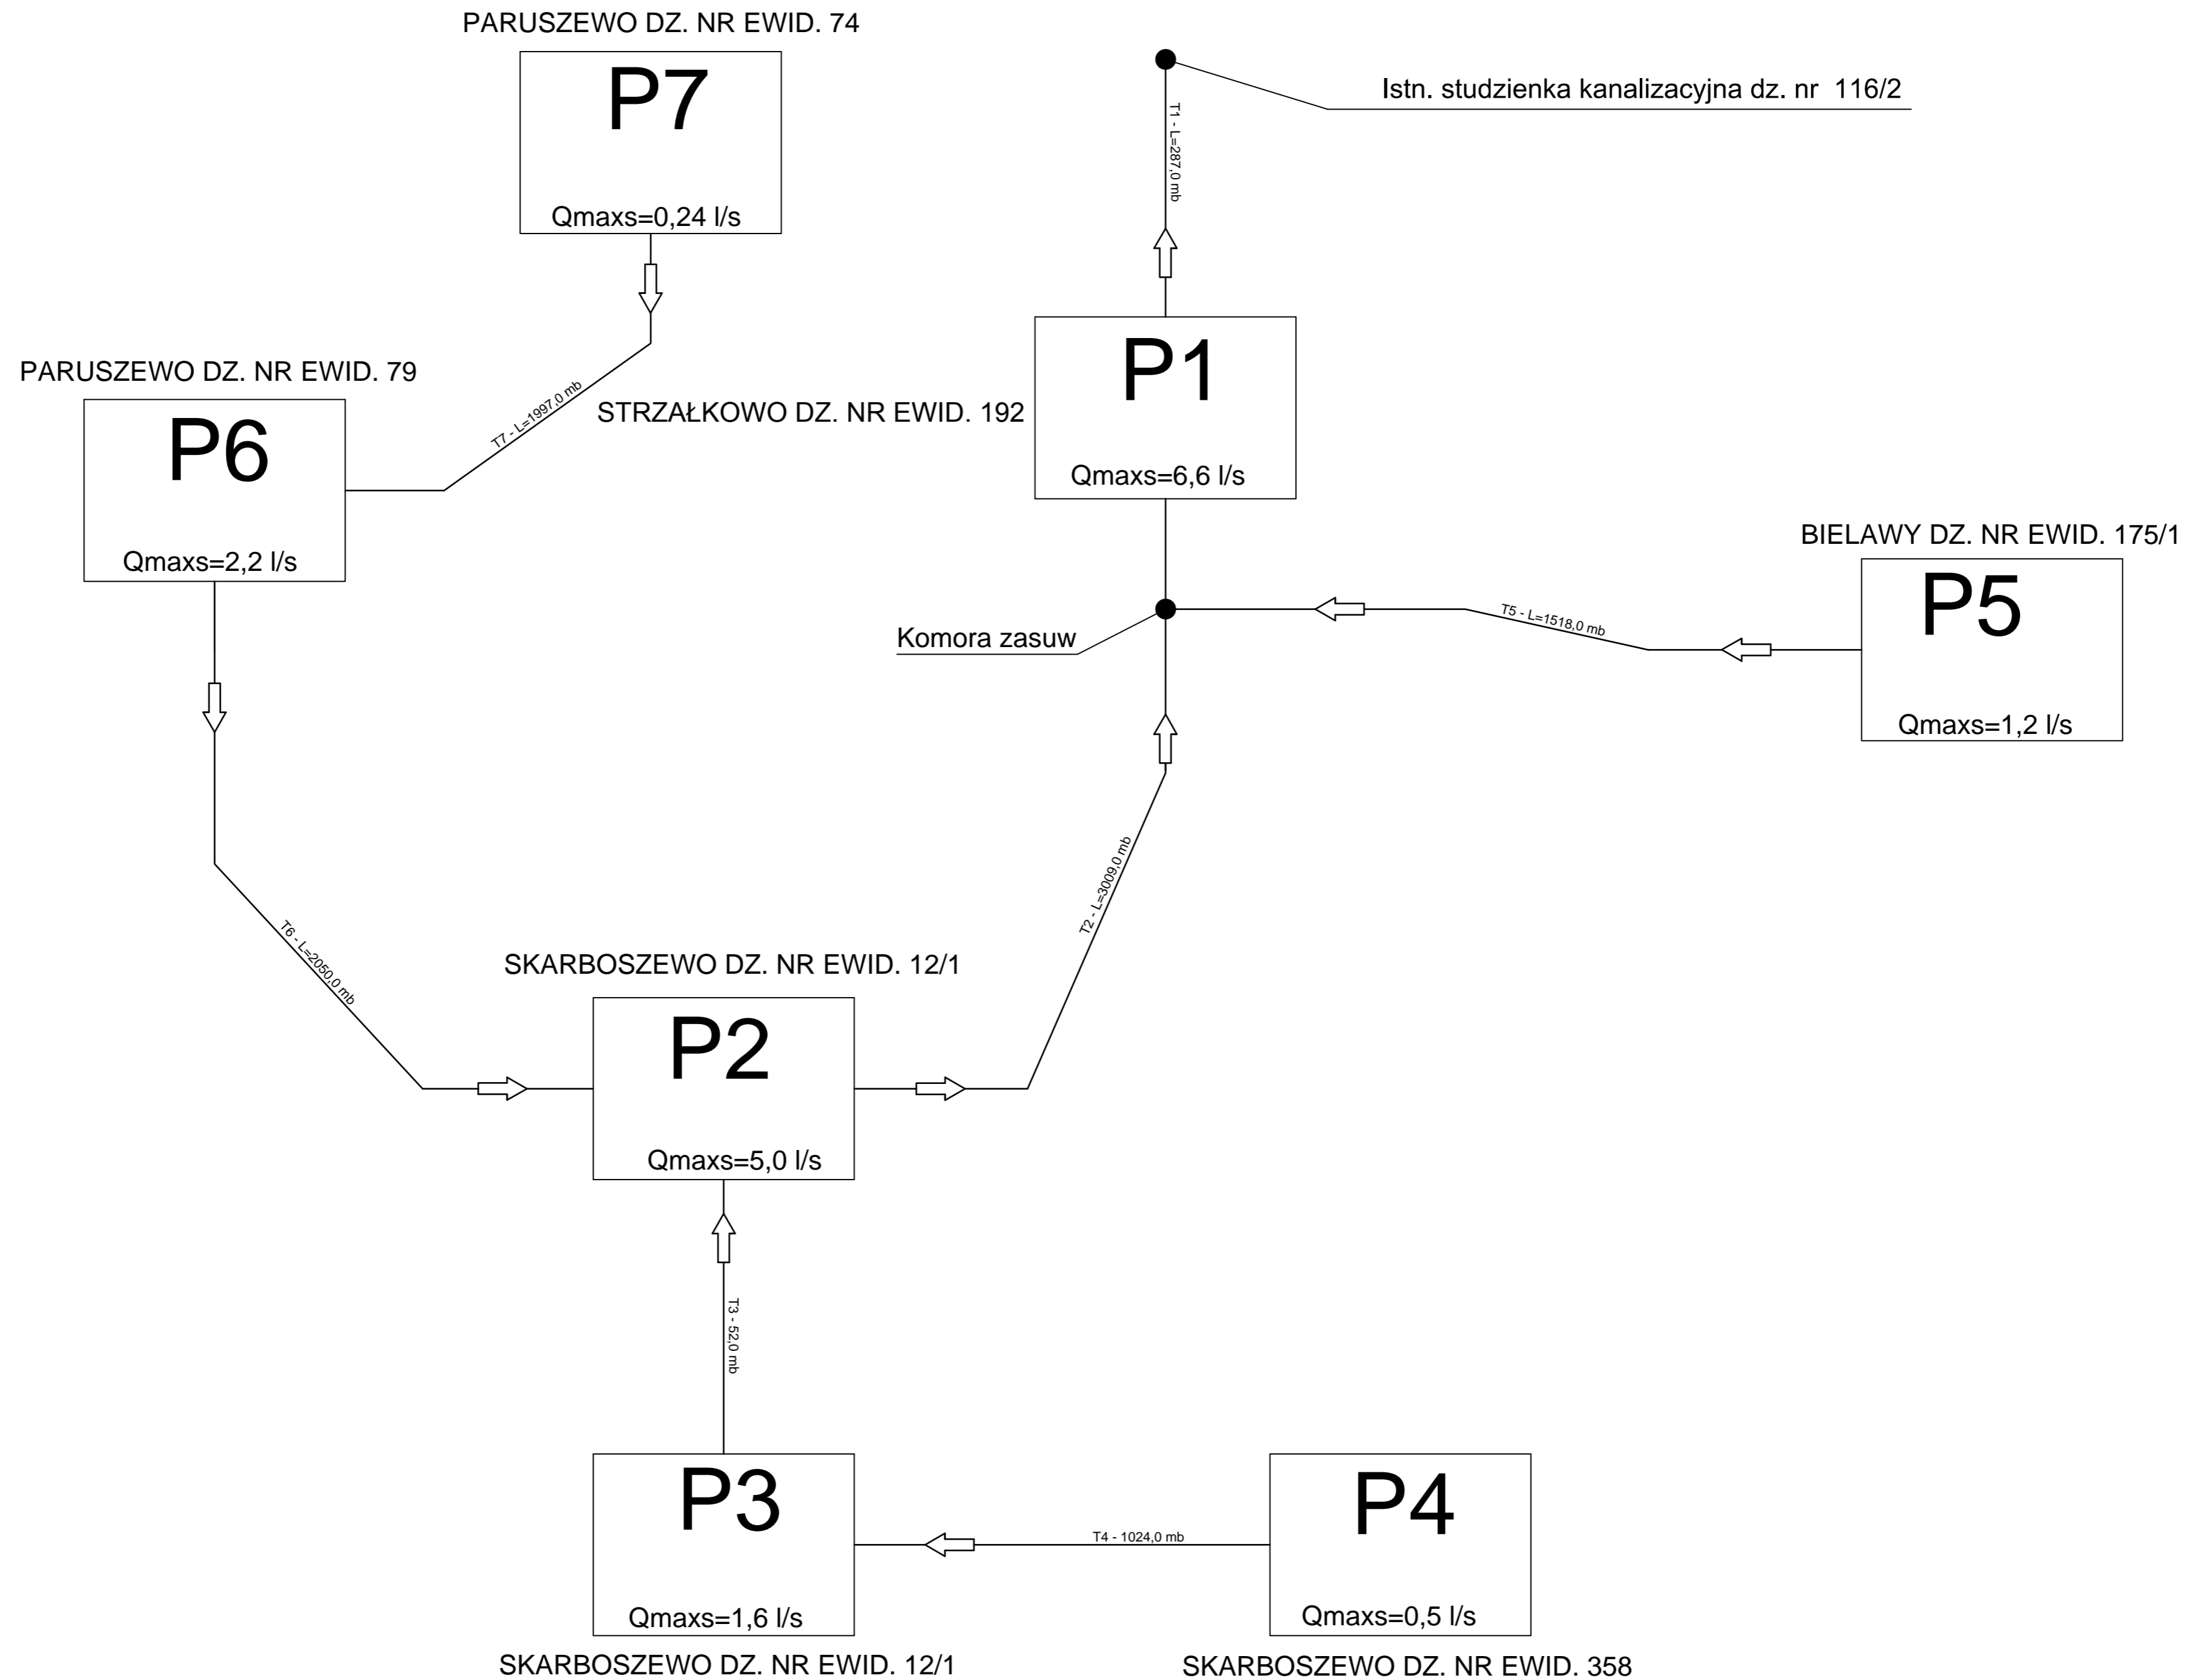 PARUSZEWO DZ. NR EWID. 74
P7
Qmaxs=0,24 l/s
Istn. studzienka kanalizacyjna dz. nr  116/2
T1 - L=287,0 mb
PARUSZEWO DZ. NR EWID. 79
P6
Qmaxs=2,2 l/s
T7 - L=1997,0 mb
STRZAŁKOWO DZ. NR EWID. 192
P1
Qmaxs=6,6 l/s
BIELAWY DZ. NR EWID. 175/1
P5
Qmaxs=1,2 l/s
T5 - L=1518,0 mb
Komora zasuw
T2 - L=3009,0 mb
T6 - L=2050,0 mb
SKARBOSZEWO DZ. NR EWID. 12/1
P2
Qmaxs=5,0 l/s
T3 - 52,0 mb
P3
Qmaxs=1,6 l/s
SKARBOSZEWO DZ. NR EWID. 12/1
T4 - 1024,0 mb
P4
Qmaxs=0,5 l/s
SKARBOSZEWO DZ. NR EWID. 358